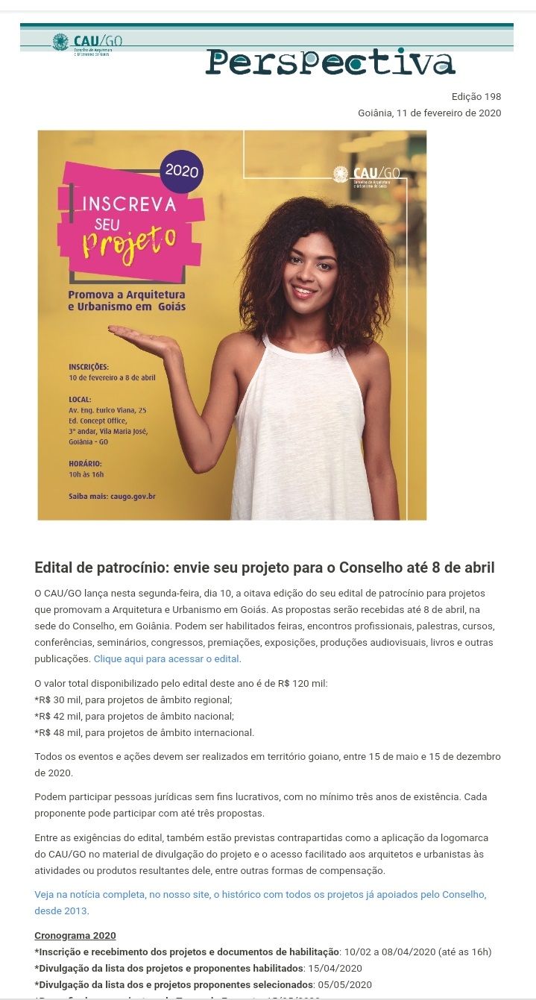 CAU/GO
Conselho de Arquitetura
e Urbanismo de Goiás
Perspectiva
Edição 198
Goiânia, 11 de fevereiro de 2020
2020
INSCREVA
SEU
Projeto
Promova a Arquitetura
e Urbanismo em Goiás
INSCRIÇÕES:
10 de fevereiro a 8 de abril
LOCAL:
Av. Eng. Eurico Viana, 25
Ed. Concept Office,
3º andar, Vila Maria José,
Goiânia - GO
HORÁRIO:
10h às 16h
Saiba mais: caugo.gov.br
CAU/GO
Conselho de Arquitetura
e Urbanismo de Goiás
Edital de patrocínio: envie seu projeto para o Conselho até 8 de abril
O CAU/GO lança nesta segunda-feira, dia 10, a oitava edição do seu edital de patrocínio para projetos
que promovam a Arquitetura e Urbanismo em Goiás. As propostas serão recebidas até 8 de abril, na
sede do Conselho, em Goiânia. Podem ser habilitados feiras, encontros profissionais, palestras, cursos,
conferências, seminários, congressos, premiações, exposições, produções audiovisuais, livros e outras
publicações. Clique aqui para acessar o edital.
O valor total disponibilizado pelo edital deste ano é de R$ 120 mil:
*R$ 30 mil, para projetos de âmbito regional;
*R$ 42 mil, para projetos de âmbito nacional;
*R$ 48 mil, para projetos de âmbito internacional.
Todos os eventos e ações devem ser realizados em território goiano, entre 15 de maio e 15 de dezembro
de 2020.
Podem participar pessoas jurídicas sem fins lucrativos, com no mínimo três anos de existência. Cada
proponente pode participar com até três propostas.
Entre as exigências do edital, também estão previstas contrapartidas como a aplicação da logomarca
do CAU/GO no material de divulgação do projeto e o acesso facilitado aos arquitetos e urbanistas às
atividades ou produtos resultantes dele, entre outras formas de compensação.
Veja na notícia completa, no nosso site, o histórico com todos os projetos já apoiados pelo Conselho,
desde 2013.
Cronograma 2020
*Inscrição e recebimento dos projetos e documentos de habilitação: 10/02 a 08/04/2020 (até as 16h)
*Divulgação da lista dos projetos e proponentes habilitados: 15/04/2020
*Divulgação da lista dos e projetos proponentes selecionados: 05/05/2020